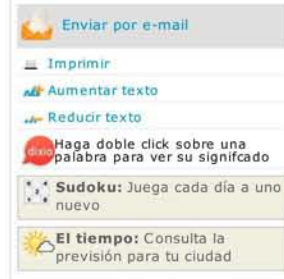 Enviar por e-mail
Imprimir
Aumentar texto
Reducir texto
dixio
Haga doble click sobre una
palabra para ver su signifcado
Sudoku: Juega cada día a uno
nuevo
El tiempo: Consulta la
previsión para tu ciudad